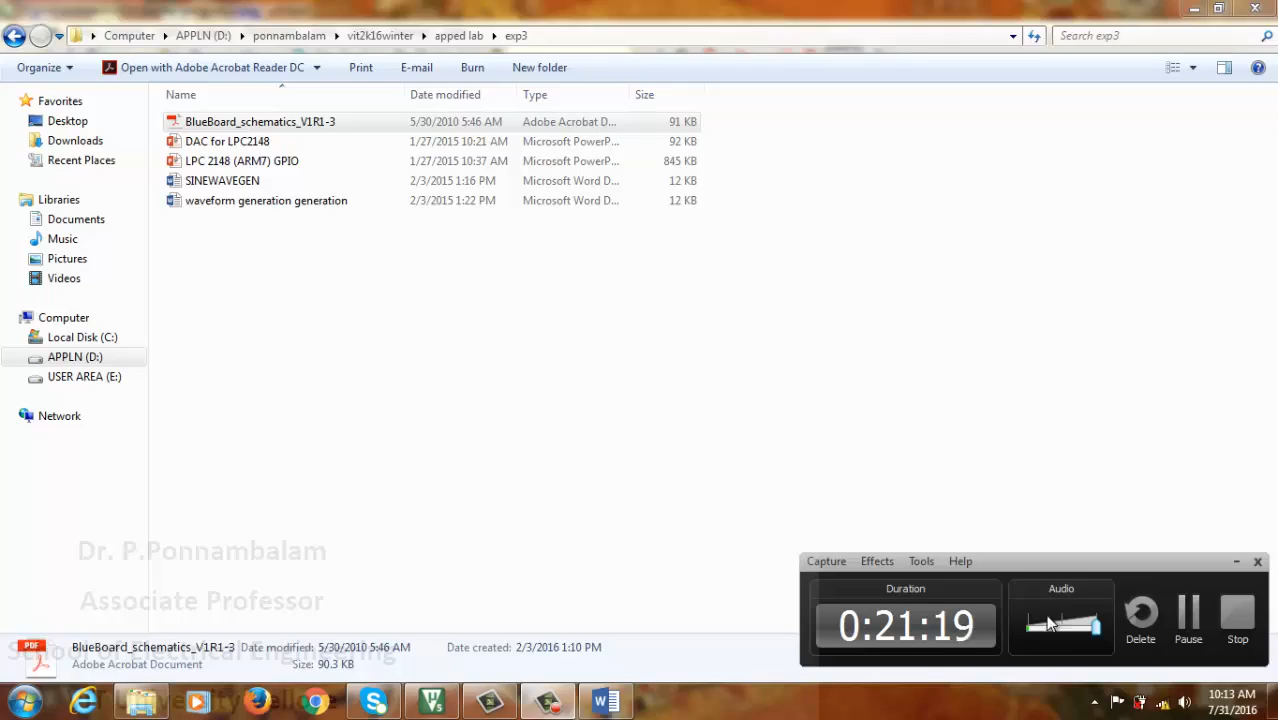 Computer ▸ APPLN (D:) ▸ ponnambalam ▸ vit2k16winter ▸ apped lab ▸ exp3
Search exp3
Organize Open with Adobe Acrobat Reader DC Print E-mail Burn New folder
Name Date modified Type Size
Favorites
Desktop
Downloads
Recent Places
Libraries
Documents
Music
Pictures
Videos
Computer
Local Disk (C:)
APPLN (D:)
USER AREA (E:)
Network
BlueBoard_schematics_V1R1-3 5/30/2010 5:46 AM Adobe Acrobat D... 91 KB
DAC for LPC2148 1/27/2015 10:21 AM Microsoft PowerP... 92 KB
LPC 2148 (ARM7) GPIO 1/27/2015 10:37 AM Microsoft PowerP... 845 KB
SINEWAVEGEN 2/3/2015 1:16 PM Microsoft Word D... 12 KB
waveform generation generation 2/3/2015 1:22 PM Microsoft Word D... 12 KB
Dr. P.Ponnambalam
Associate Professor
School of Electrical Engineering
Capture Effects Tools Help
Duration
0:21:19
Audio
Delete Pause Stop
PDF
BlueBoard_schematics_V1R1-3 Date modified: 5/30/2010 5:46 AM Date created: 2/3/2016 1:10 PM
Adobe Acrobat Document Size: 90.3 KB
10:13 AM
7/31/2016